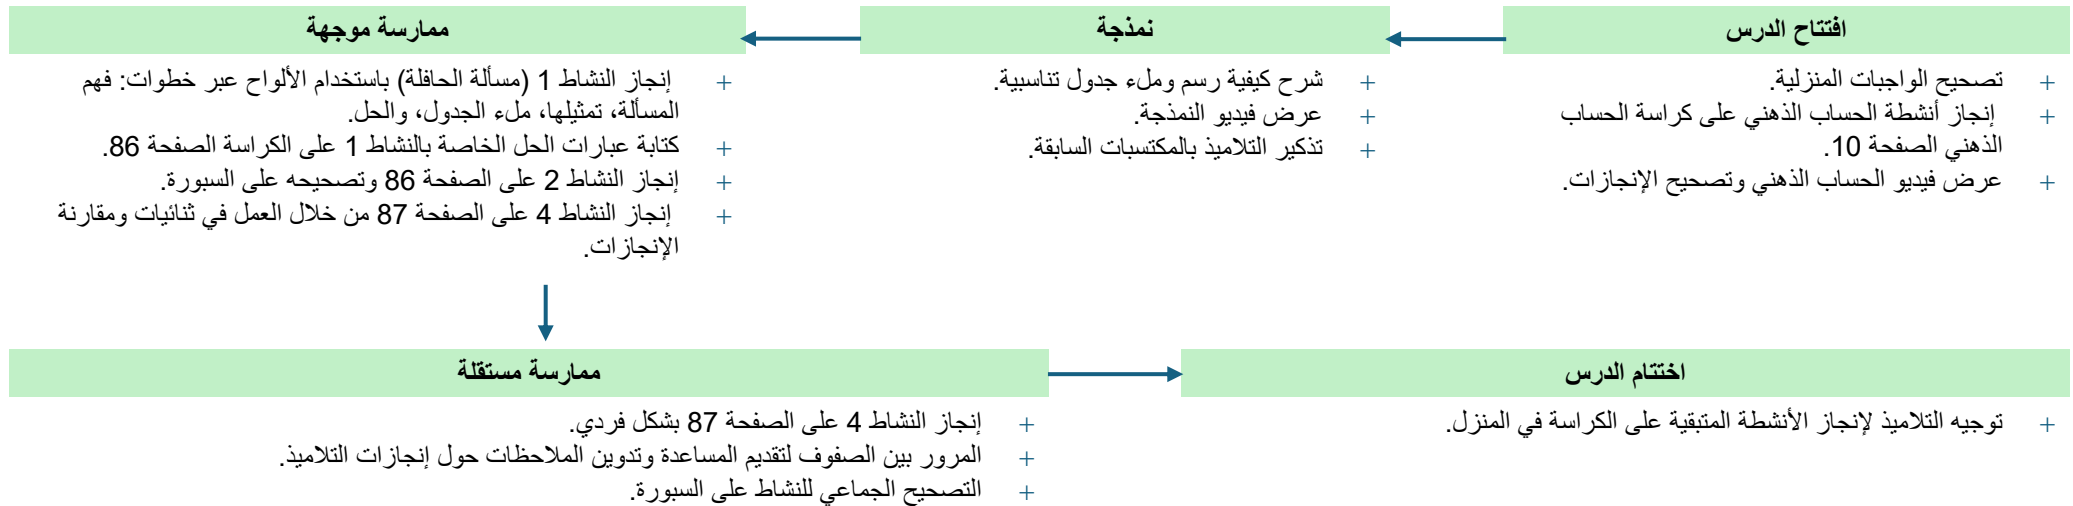 افتتاح الدرس
+ تصحيح الواجبات المنزلية.
+ إنجاز أنشطة الحساب الذهني على كراسة الحساب
الذهني الصفحة 10.
+ عرض فيديو الحساب الذهني وتصحيح الإنجازات.
نمذجة
+ شرح كيفية رسم وملء جدول تناسبية.
+ عرض فيديو النمذجة.
+ تذكير التلاميذ بالمكتسبات السابقة.
ممارسة موجهة
+ إنجاز النشاط 1 (مسألة الحافلة) باستخدام الألواح عبر خطوات: فهم
المسألة، تمثيلها، ملء الجدول، والحل.
+ كتابة عبارات الحل الخاصة بالنشاط 1 على الكراسة الصفحة 86.
+ إنجاز النشاط 2 على الصفحة 86 وتصحيحه على السبورة.
+ إنجاز النشاط 4 على الصفحة 87 من خلال العمل في ثنائيات ومقارنة
الإنجازات.
ممارسة مستقلة
+ إنجاز النشاط 4 على الصفحة 87 بشكل فردي.
+ المرور بين الصفوف لتقديم المساعدة وتدوين الملاحظات حول إنجازات التلاميذ.
+ التصحيح الجماعي للنشاط على السبورة.
اختتام الدرس
+ توجيه التلاميذ لإنجاز الأنشطة المتبقية على الكراسة في المنزل.